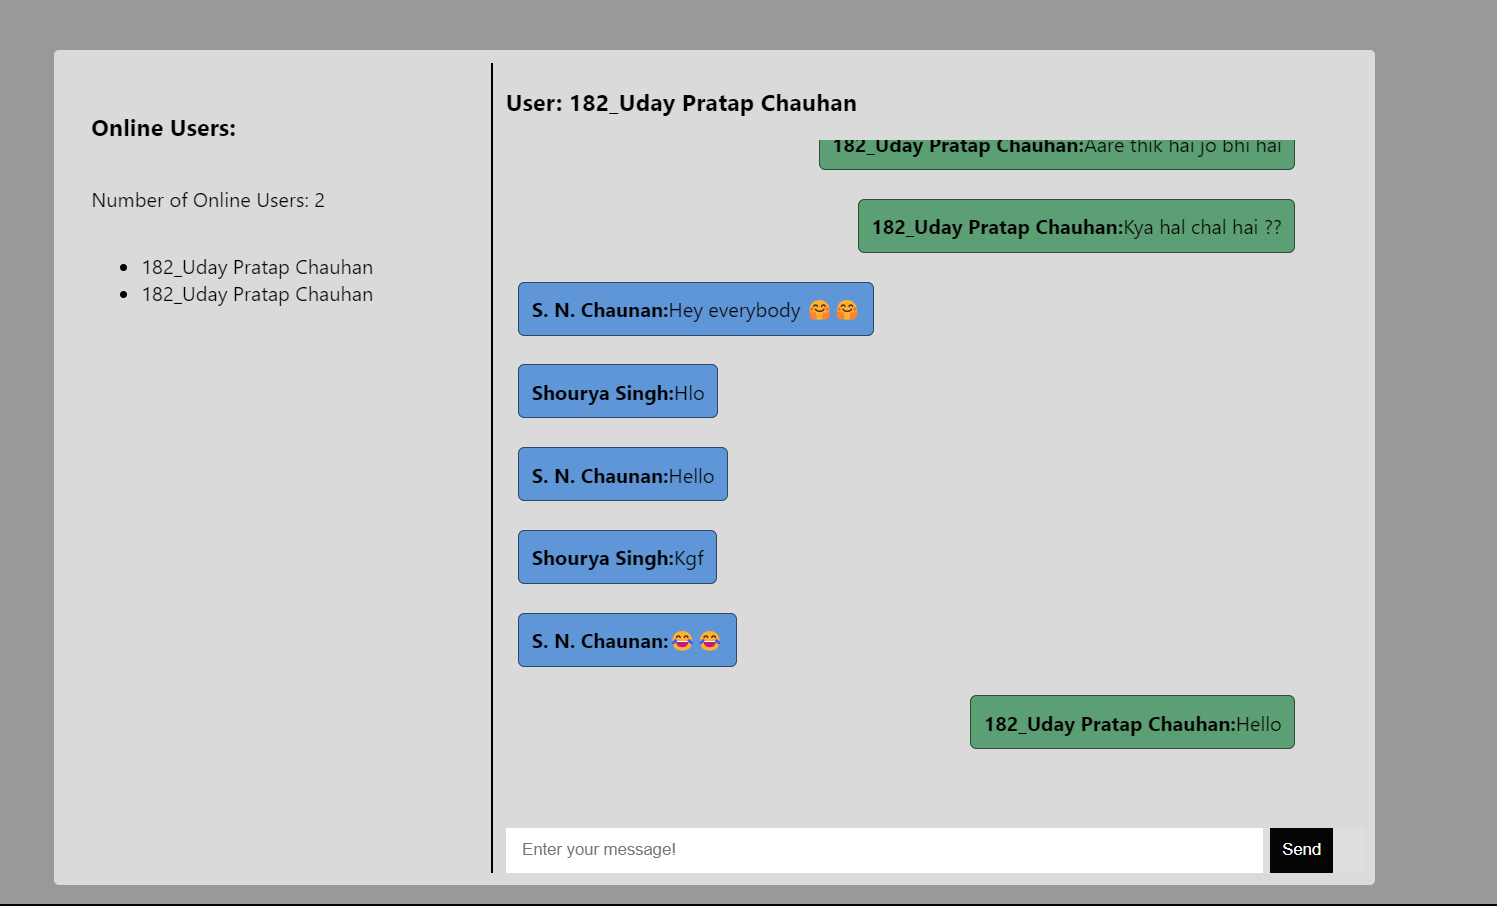 Online Users:
Number of Online Users: 2
182_Uday Pratap Chauhan
182_Uday Pratap Chauhan
User: 182_Uday Pratap Chauhan
182_Uday Pratap Chauhan:Aare thik hai jo bhi hai
182_Uday Pratap Chauhan:Kya hal chal hai ??
S. N. Chaunan:Hey everybody 🤗 🤗
Shourya Singh:Hlo
S. N. Chaunan:Hello
Shourya Singh:Kgf
S. N. Chaunan:😂 😂
182_Uday Pratap Chauhan:Hello
Enter your message!
Send